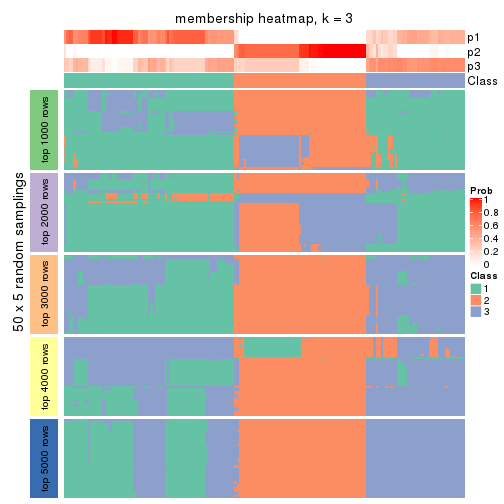 membership heatmap, k = 3
p1
p2
p3
Class
50 x 5 random samplings
top 1000 rows
top 2000 rows
top 3000 rows
top 4000 rows
top 5000 rows
Prob
1
0.8
0.6
0.4
0.2
0
Class
1
2
3